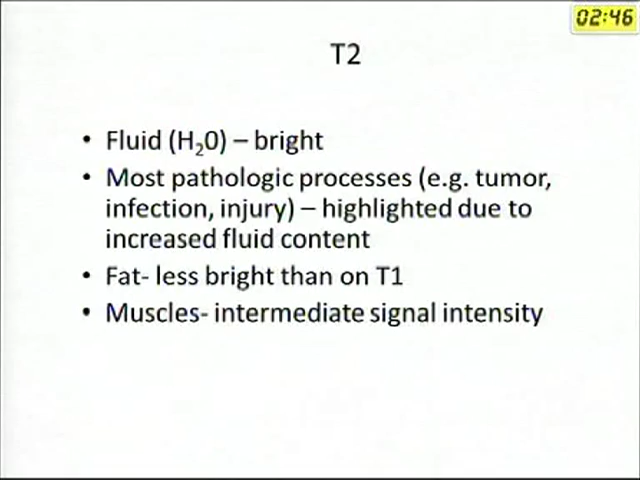 02:46
T2
• Fluid (H₂0) – bright
• Most pathologic processes (e.g. tumor,
infection, injury) – highlighted due to
increased fluid content
• Fat- less bright than on T1
• Muscles- intermediate signal intensity